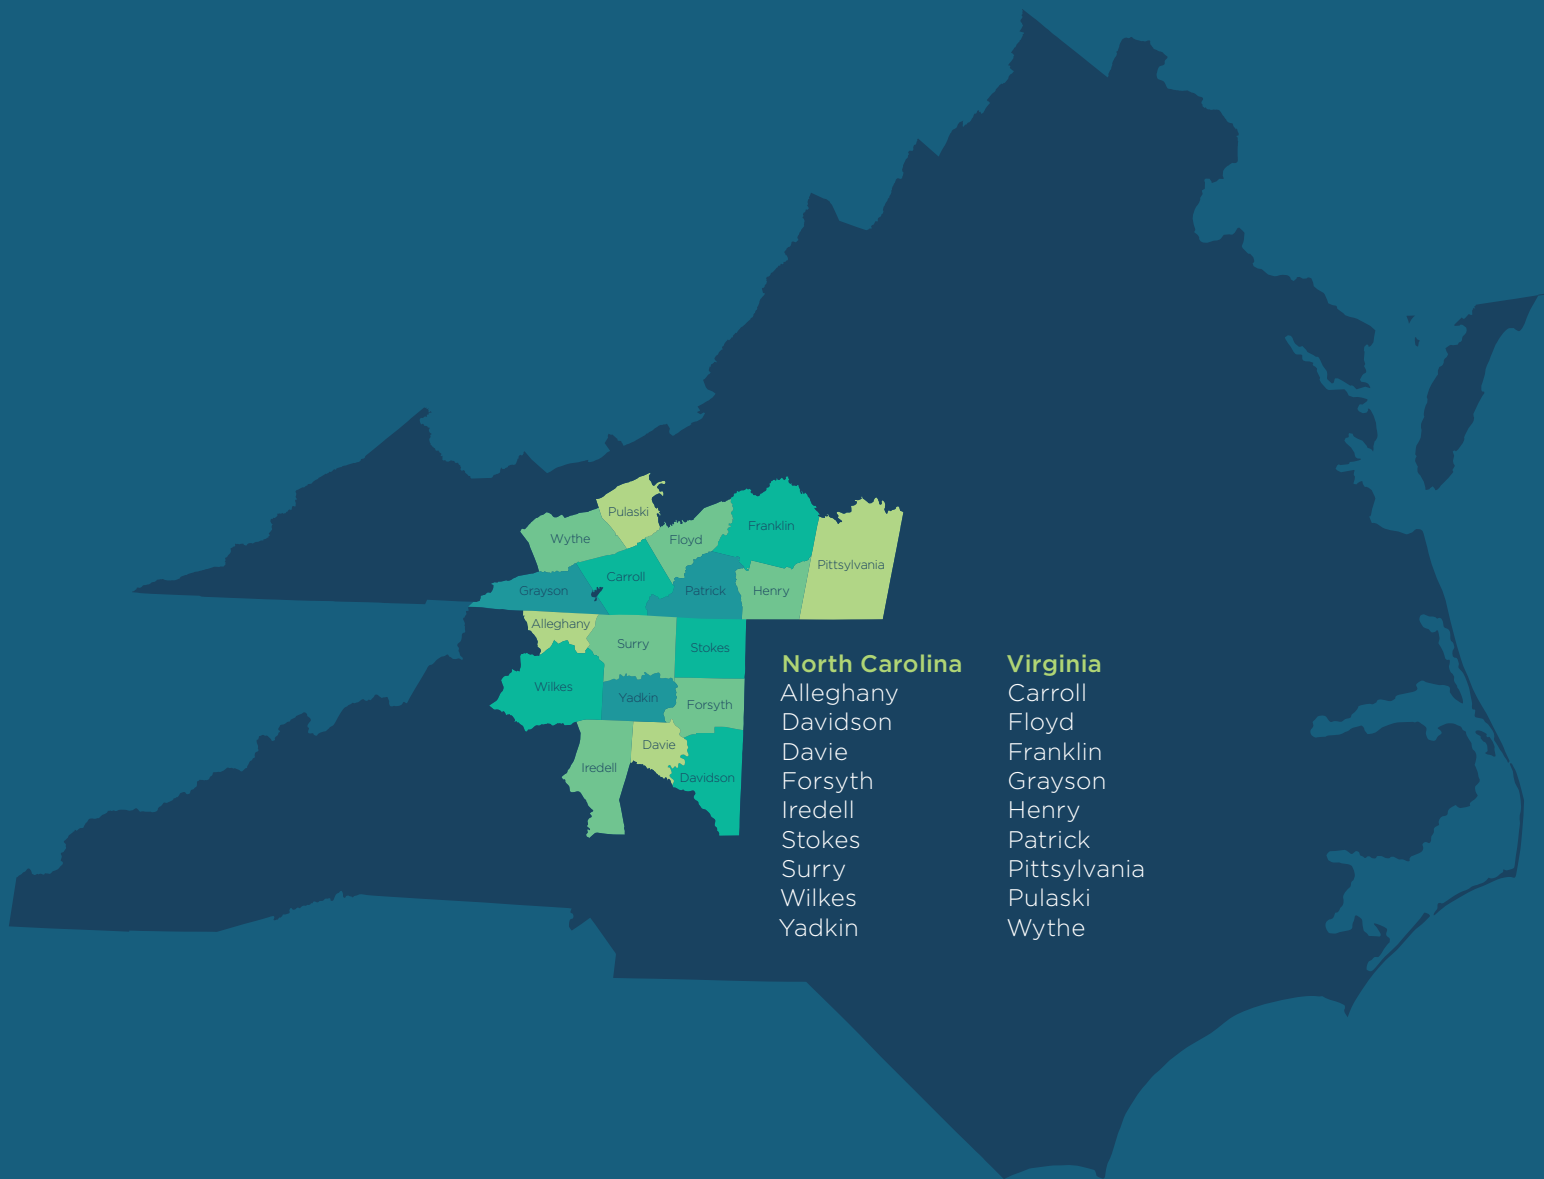 Pulaski
Franklin
Wythe
Floyd
Pittsylvania
Carroll
Grayson
Patrick
Henry
Alleghany
Surry
Stokes
Wilkes
Yadkin
Forsyth
Davie
Iredell
Davidson
North Carolina
Alleghany
Davidson
Davie
Forsyth
Iredell
Stokes
Surry
Wilkes
Yadkin
Virginia
Carroll
Floyd
Franklin
Grayson
Henry
Patrick
Pittsylvania
Pulaski
Wythe